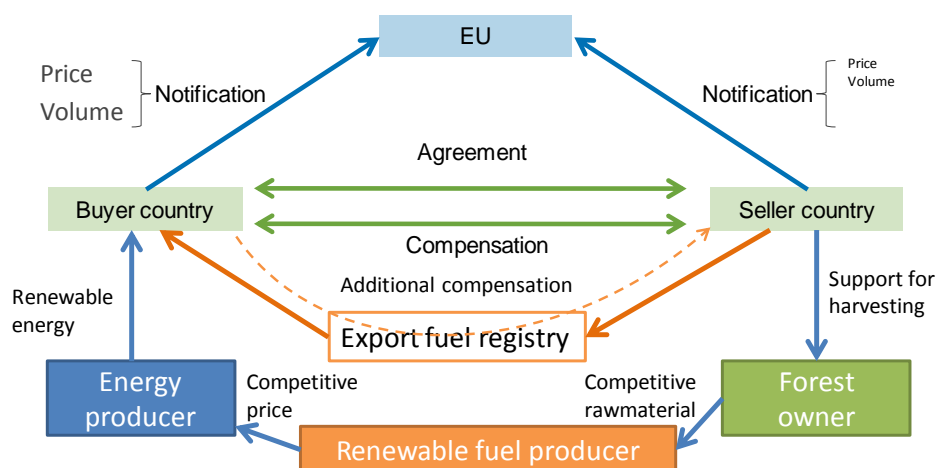 EU
Price
Volume
Notification
Notification
Price
Volume
Agreement
Buyer country
Seller country
Compensation
Additional compensation
Renewable
energy
Support for
harvesting
Export fuel registry
Energy
producer
Competitive
price
Competitive
rawmaterial
Forest
owner
Renewable fuel producer